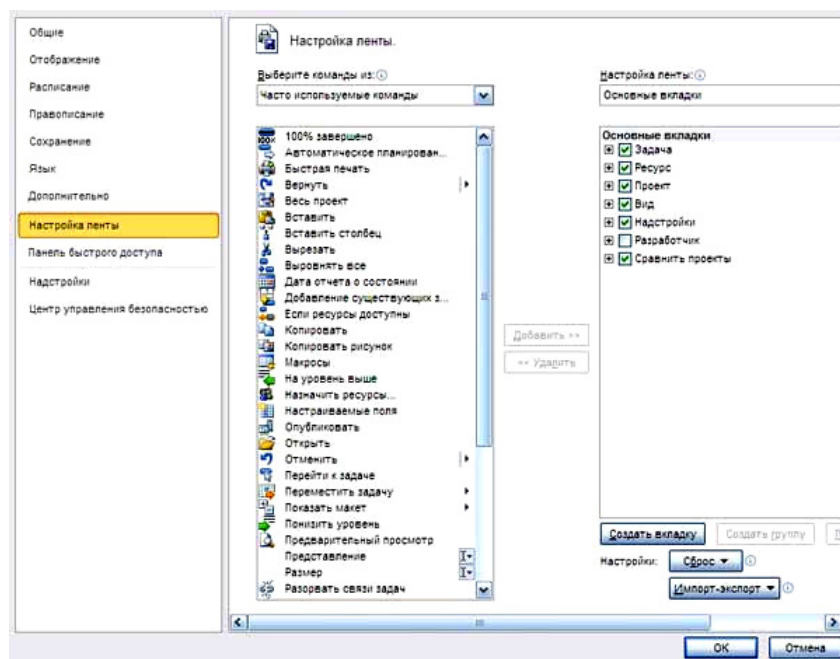 Общие
Отображение
Расписание
Правописание
Сохранение
Язык
Дополнительно
Настройка ленты
Панель быстрого доступа
Надстройки
Центр управления безопасностью
Настройка ленты.
Выберите команды из:
Часто используемые команды
100% завершено
Автоматическое планирован...
Быстрая печать
Вернуть
Весь проект
Вставить
Вставить столбец
Вырезать
Выровнять все
Дата отчета о состоянии
Добавление существующих з...
Если ресурсы доступны
Копировать
Копировать рисунок
Макросы
На уровень выше
Назначить ресурсы...
Настраиваемые поля
Опубликовать
Открыть
Отменить
Перейти к задаче
Переместить задачу
Показать макет
Понизить уровень
Предварительный просмотр
Представление
Размер
Разорвать связи задач
Добавить >>
<< Удалить
Настройка ленты:
Основные вкладки
Основные вкладки
Задача
Ресурс
Проект
Вид
Надстройки
Разработчик
Сравнить проекты
Создать вкладку
Создать группу
Настройки:
Сброс
Импорт-экспорт
ОК
Отмена